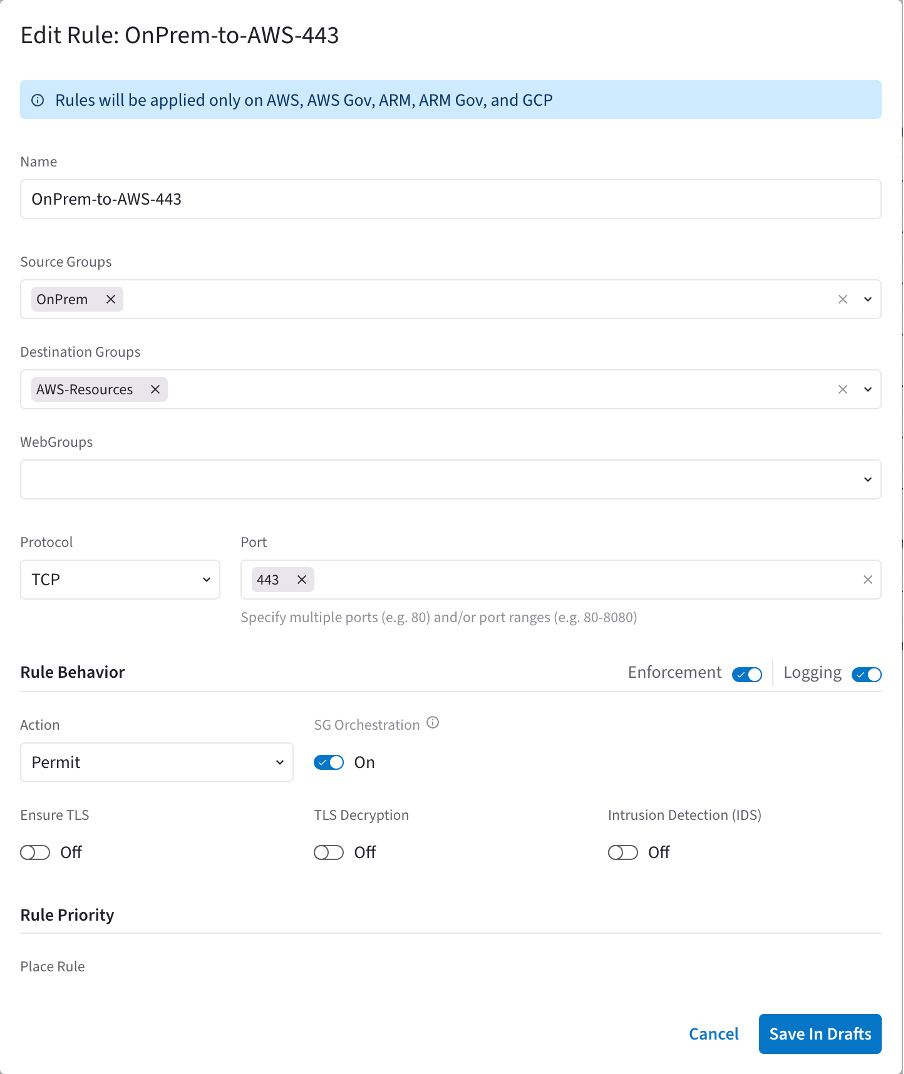 Edit Rule: OnPrem-to-AWS-443
Rules will be applied only on AWS, AWS Gov, ARM, ARM Gov, and GCP
Name
OnPrem-to-AWS-443
Source Groups
OnPrem
Destination Groups
AWS-Resources
WebGroups
Protocol Port
TCP 443
Specify multiple ports (e.g. 80) and/or port ranges (e.g. 80-8080)
Rule Behavior Enforcement Logging
Action SG Orchestration
Permit On
Ensure TLS TLS Decryption Intrusion Detection (IDS)
Off Off Off
Rule Priority
Place Rule
Cancel Save In Drafts